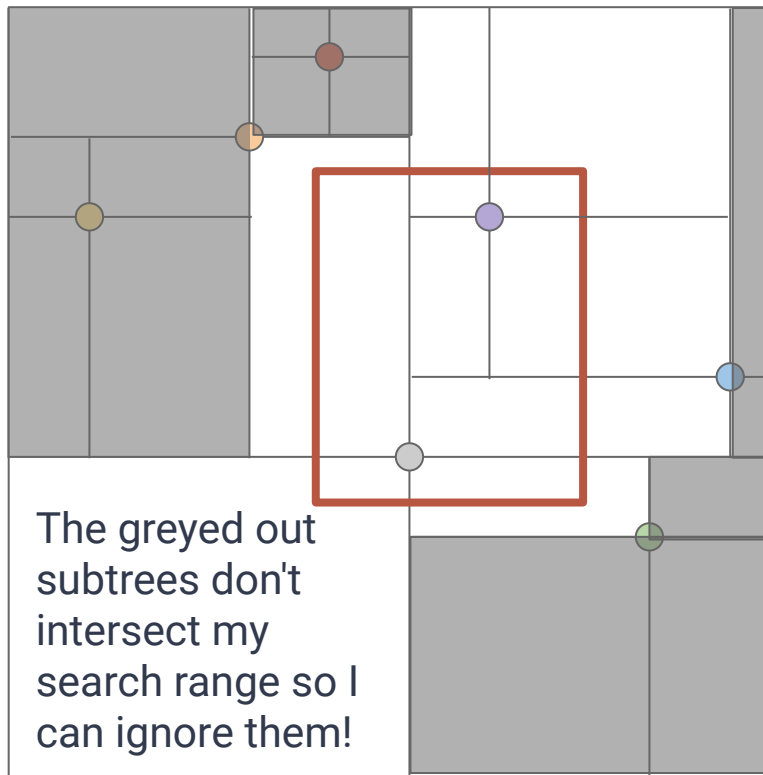 The greyed out
subtrees don't
intersect my
search range so I
can ignore them!